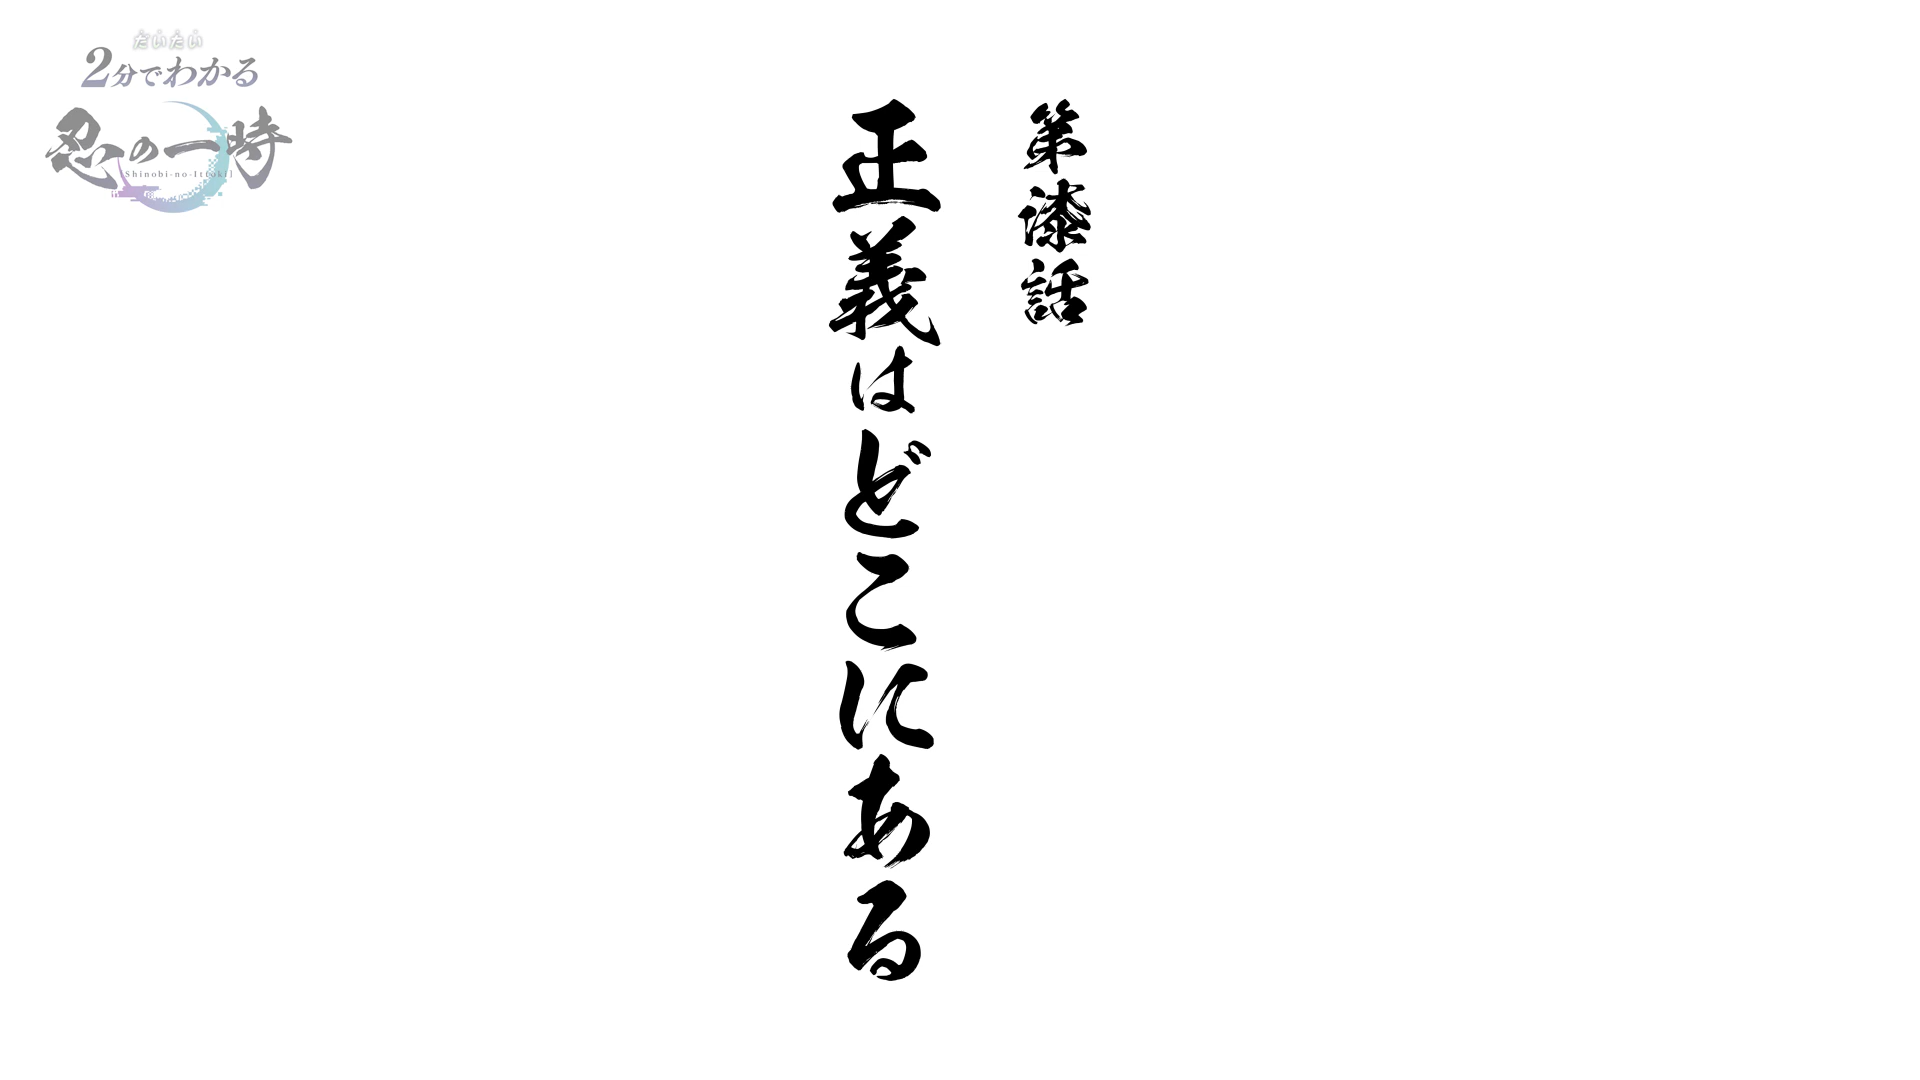 だいたい
2分でわかる
忍の一時
[Shinobi-no-Ittoki]
第漆話
正義はどこにある